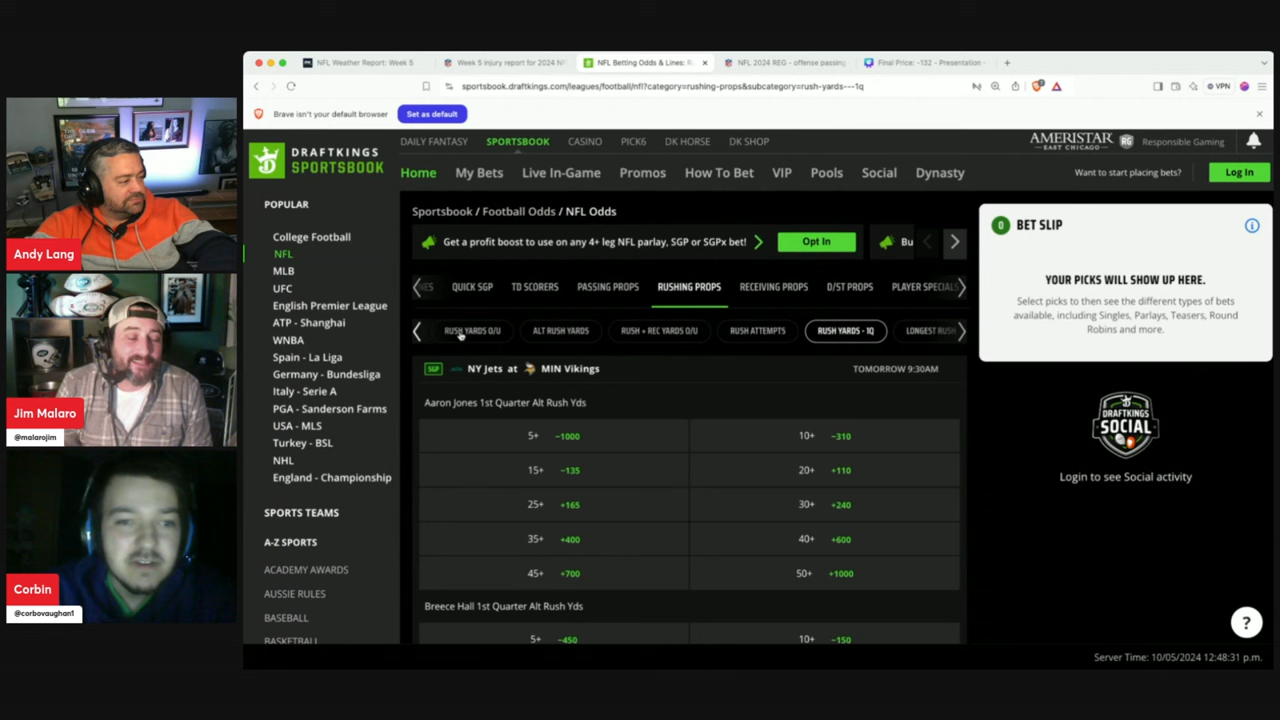 NFL Weather Report: Week 5
Week 5 injury report for 2024 NF
NFL Betting Odds & Lines: R
NFL 2024 REG - offense passing
Final Price: -132 - Presentation -
sportsbook.draftkings.com/leagues/football/nfl?category=rushing-props&subcategory=rush-yards---1q
VPN
Brave isn't your default browser
Set as default
DAILY FANTASY SPORTSBOOK CASINO PICK6 DK HORSE DK SHOP
AMERISTAR
EAST CHICAGO
RG Responsible Gaming
DRAFTKINGS
SPORTSBOOK
Home My Bets Live In-Game Promos How To Bet VIP Pools Social Dynasty
Want to start placing bets?
Log In
POPULAR
College Football
NFL
MLB
UFC
English Premier League
ATP - Shanghai
WNBA
Spain - La Liga
Germany - Bundesliga
Italy - Serie A
PGA - Sanderson Farms
USA - MLS
Turkey - BSL
NHL
England - Championship
SPORTS TEAMS
A-Z SPORTS
ACADEMY AWARDS
AUSSIE RULES
BASEBALL
BASKETBALL
Sportsbook / Football Odds / NFL Odds
Get a profit boost to use on any 4+ leg NFL parlay, SGP or SGPx bet!
Opt In
Bu
NES QUICK SGP TD SCORERS PASSING PROPS RUSHING PROPS RECEIVING PROPS D/ST PROPS PLAYER SPECIALS
RUSH YARDS O/U ALT RUSH YARDS RUSH + REC YARDS O/U RUSH ATTEMPTS RUSH YARDS - 1Q LONGEST RUSH
SGP NY Jets at MIN Vikings TOMORROW 9:30AM
Aaron Jones 1st Quarter Alt Rush Yds
5+ −1000 10+ −310
15+ −135 20+ +110
25+ +165 30+ +240
35+ +400 40+ +600
45+ +700 50+ +1000
Breece Hall 1st Quarter Alt Rush Yds
5+ −450 10+ −150
0 BET SLIP
YOUR PICKS WILL SHOW UP HERE.
Select picks to then see the different types of bets
available, including Singles, Parlays, Teasers, Round
Robins and more.
DRAFTKINGS
SOCIAL
Login to see Social activity
?
Server Time: 10/05/2024 12:48:31 p.m.
Andy Lang
Jim Malaro
@malarojim
Corbin
@corbovaughan1